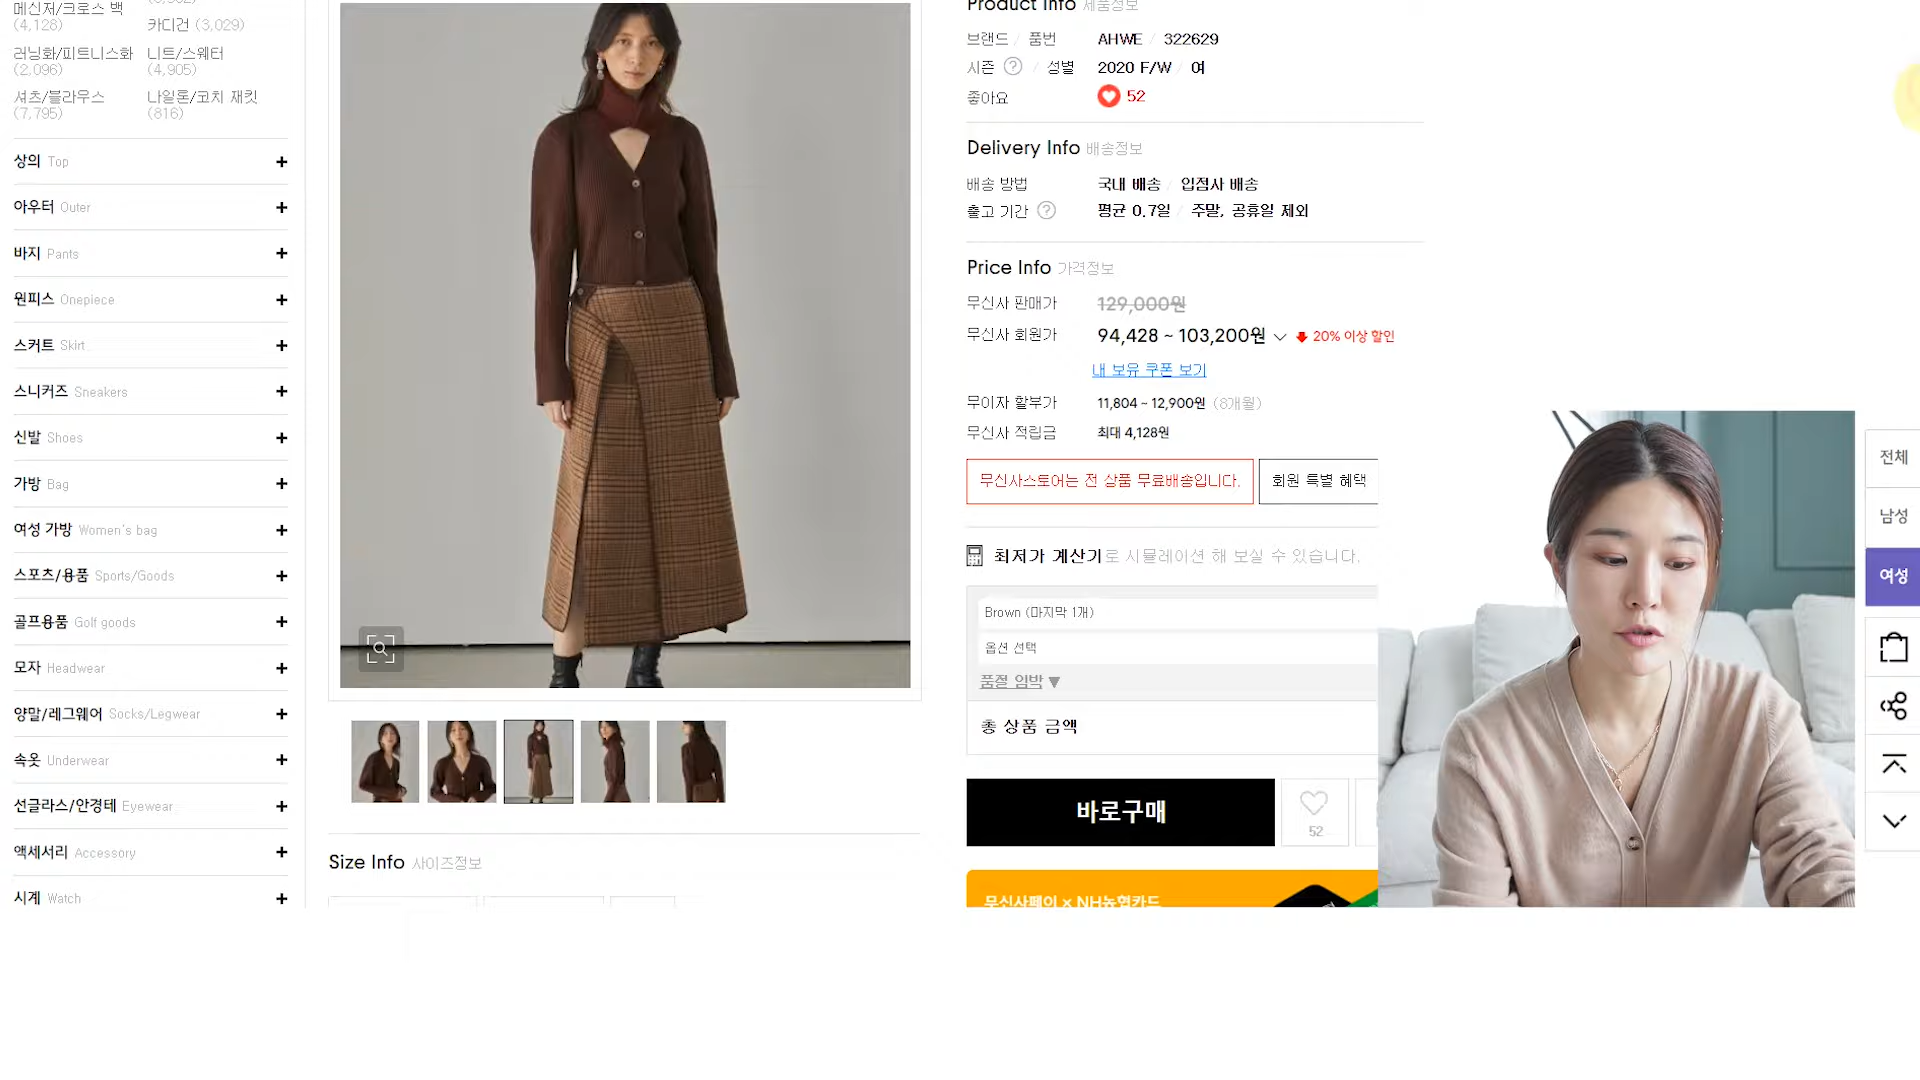 메신저/크로스 백
(4,128)
카디건 (3,029)
러닝화/피트니스화
(2,096)
니트/스웨터
(4,905)
셔츠/블라우스
(7,795)
나일론/코치 재킷
(816)
상의 Top +
아우터 Outer +
바지 Pants +
원피스 Onepiece +
스커트 Skirt +
스니커즈 Sneakers +
신발 Shoes +
가방 Bag +
여성 가방 Women's bag +
스포츠/용품 Sports/Goods +
골프용품 Golf goods +
모자 Headwear +
양말/레그웨어 Socks/Legwear +
속옷 Underwear +
선글라스/안경테 Eyewear +
액세서리 Accessory +
시계 Watch +
Size Info 사이즈정보
Product Info 제품정보
브랜드 / 품번 AHWE / 322629
시즌 ? / 성별 2020 F/W / 여
좋아요 52
Delivery Info 배송정보
배송 방법 국내 배송 / 입점사 배송
출고 기간 ? 평균 0.7일 / 주말, 공휴일 제외
Price Info 가격정보
무신사 판매가 129,000원
무신사 회원가 94,428 ~ 103,200원 20% 이상 할인
내 보유 쿠폰 보기
무이자 할부가 11,804 ~ 12,900원 (8개월)
무신사 적립금 최대 4,128원
무신사스토어는 전 상품 무료배송입니다.
회원 특별 혜택
최저가 계산기로 시뮬레이션 해 보실 수 있습니다.
Brown (마지막 1개)
옵션 선택
품절 임박 ▼
총 상품 금액
바로구매
52
무신사페이 × NH농협카드
전체
남성
여성